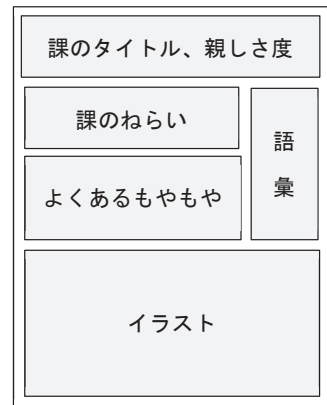 課のタイトル、親しさ度
課のねらい
よくあるもやもや
語彙
イラスト